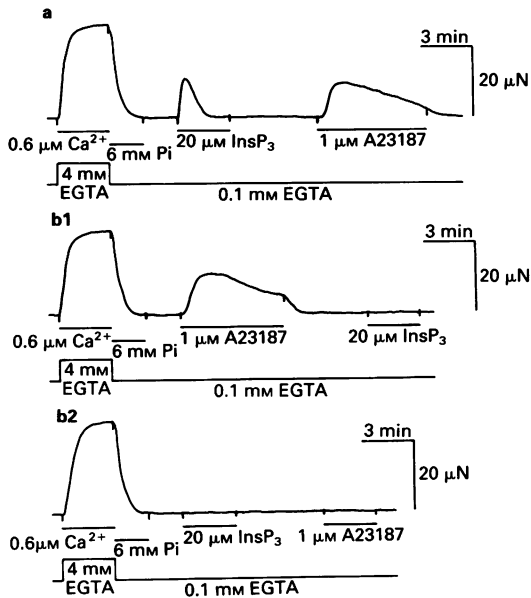 a
3 min
20 µN
0.6 µM Ca²⁺
6 mM Pi
20 µM InsP₃
1 µM A23187
4 mM
EGTA
0.1 mM EGTA
b1
3 min
20 µN
0.6 µM Ca²⁺
6 mM Pi
1 µM A23187
20 µM InsP₃
4 mM
EGTA
0.1 mM EGTA
b2
3 min
20 µN
0.6µM Ca²⁺
6 mM Pi
20 µM InsP₃
1 µM A23187
4 mM
EGTA
0.1 mM EGTA